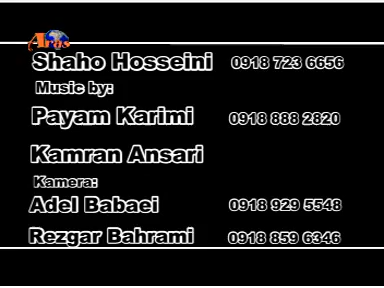 Aras
Shaho Hosseini 0918 723 6656
Music by:
Payam Karimi 0918 888 2820
Kamran Ansari
Kamera:
Adel Babaei 0918 929 5548
Rezgar Bahrami 0918 859 6346